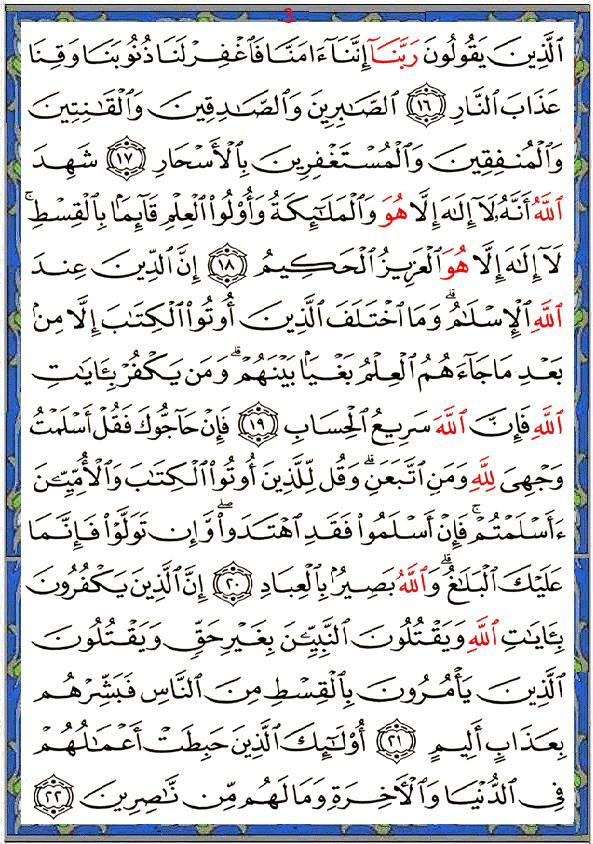 3
ٱلَّذِينَ يَقُولُونَ رَبَّنَآ إِنَّنَآ ءَامَنَّا فَٱغۡفِرۡ لَنَا ذُنُوبَنَا وَقِنَا
عَذَابَ ٱلنَّارِ ١٦ ٱلصَّـٰبِرِينَ وَٱلصَّـٰدِقِينَ وَٱلۡقَـٰنِتِينَ
وَٱلۡمُنفِقِينَ وَٱلۡمُسۡتَغۡفِرِينَ بِٱلۡأَسۡحَارِ ١٧ شَهِدَ
ٱللَّهُ أَنَّهُۥ لَآ إِلَـٰهَ إِلَّا هُوَ وَٱلۡمَلَـٰٓئِكَةُ وَأُوْلُواْ ٱلۡعِلۡمِ قَآئِمَۢا بِٱلۡقِسۡطِۚ
لَآ إِلَـٰهَ إِلَّا هُوَ ٱلۡعَزِيزُ ٱلۡحَكِيمُ ١٨ إِنَّ ٱلدِّينَ عِندَ
ٱللَّهِ ٱلۡإِسۡلَـٰمُۗ وَمَا ٱخۡتَلَفَ ٱلَّذِينَ أُوتُواْ ٱلۡكِتَـٰبَ إِلَّا مِنۢ
بَعۡدِ مَا جَآءَهُمُ ٱلۡعِلۡمُ بَغۡيَۢا بَيۡنَهُمۡۗ وَمَن يَكۡفُرۡ بِـَٔايَـٰتِ
ٱللَّهِ فَإِنَّ ٱللَّهَ سَرِيعُ ٱلۡحِسَابِ ١٩ فَإِنۡ حَآجُّوكَ فَقُلۡ أَسۡلَمۡتُ
وَجۡهِيَ لِلَّهِ وَمَنِ ٱتَّبَعَنِۗ وَقُل لِّلَّذِينَ أُوتُواْ ٱلۡكِتَـٰبَ وَٱلۡأُمِّيِّـۧنَ
ءَأَسۡلَمۡتُمۡۚ فَإِنۡ أَسۡلَمُواْ فَقَدِ ٱهۡتَدَواْۖ وَّإِن تَوَلَّوۡاْ فَإِنَّمَا
عَلَيۡكَ ٱلۡبَلَـٰغُۗ وَٱللَّهُ بَصِيرُۢ بِٱلۡعِبَادِ ٢٠ إِنَّ ٱلَّذِينَ يَكۡفُرُونَ
بِـَٔايَـٰتِ ٱللَّهِ وَيَقۡتُلُونَ ٱلنَّبِيِّـۧنَ بِغَيۡرِ حَقّٖ وَيَقۡتُلُونَ
ٱلَّذِينَ يَأۡمُرُونَ بِٱلۡقِسۡطِ مِنَ ٱلنَّاسِ فَبَشِّرۡهُم
بِعَذَابٍ أَلِيمٍ ٢١ أُوْلَـٰٓئِكَ ٱلَّذِينَ حَبِطَتۡ أَعۡمَـٰلُهُمۡ
فِي ٱلدُّنۡيَا وَٱلۡأٓخِرَةِ وَمَا لَهُم مِّن نَّـٰصِرِينَ ٢٢